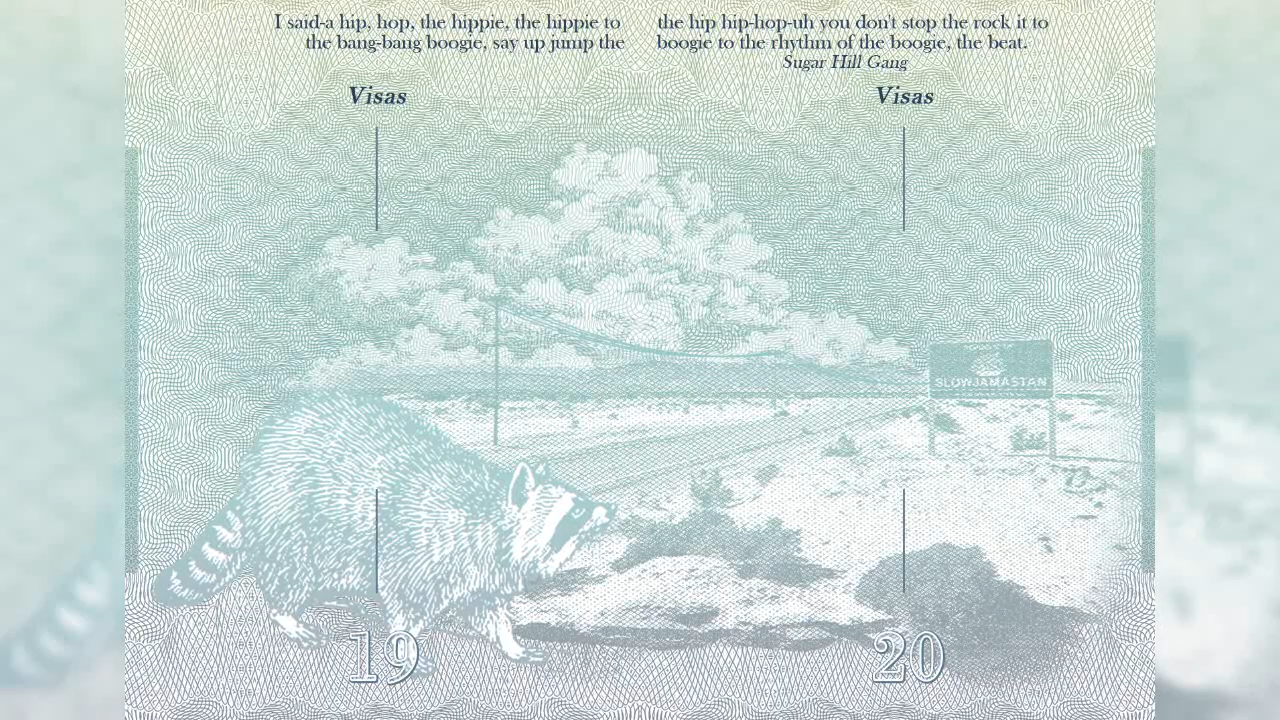 I said-a hip, hop, the hippie, the hippie to
the bang-bang boogie, say up jump the
the hip hip-hop-uh you don't stop the rock it to
boogie to the rhythm of the boogie, the beat.
Sugar Hill Gang
Visas
Visas
SLOWJAMASTAN
19
20